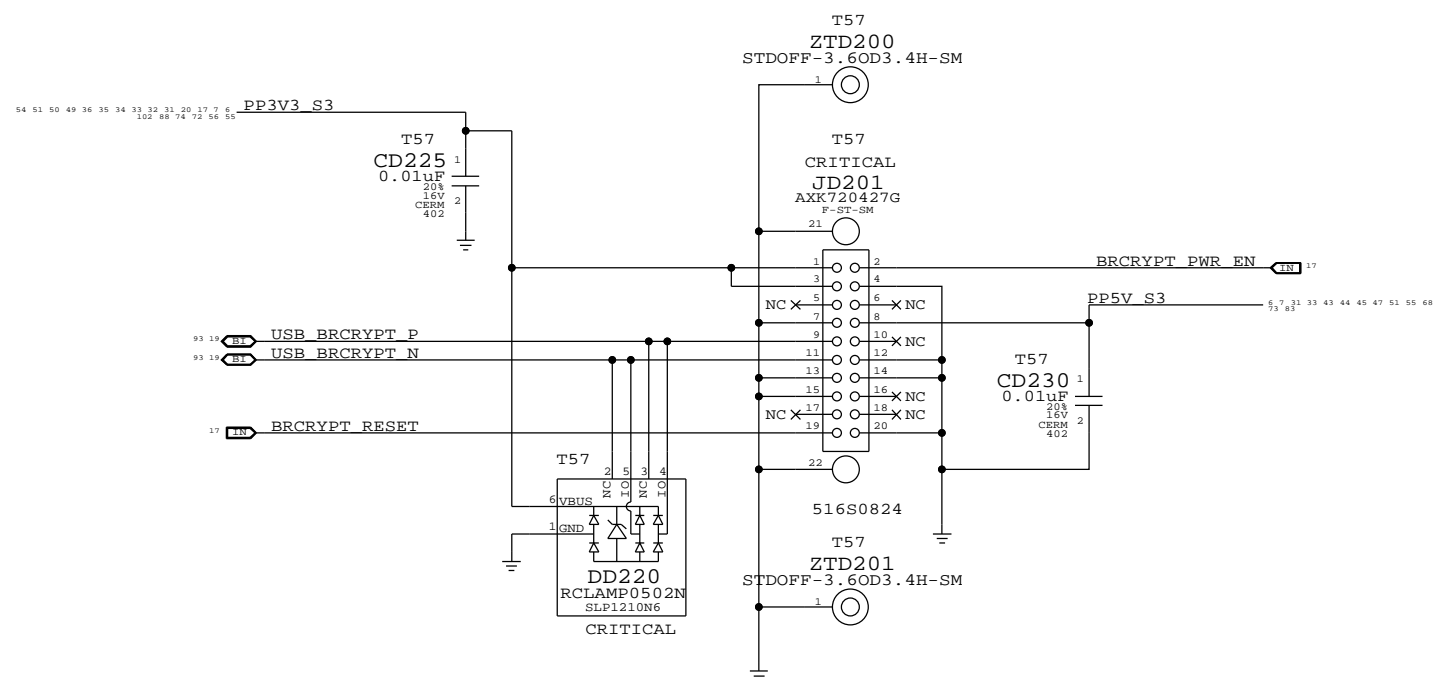 T57
ZTD200
STDOFF-3.6OD3.4H-SM
1
PP3V3_S3
54 51 50 49 36 35 34 33 32 31 20 17 7 6
102 88 74 72 56 55
T57
CD225
0.01uF
20%
16V
CERM
402
1
2
T57
CRITICAL
JD201
AXK720427G
F-ST-SM
21
1 2
BRCRYPT_PWR_EN
IN 17
3 4
NC 5 6 NC
PP5V_S3
6 7 31 33 43 44 45 47 51 55 68
73 83
7 8
93 19 BI USB_BRCRYPT_P
9 10 NC
93 19 BI USB_BRCRYPT_N
11 12
13 14
15 16 NC
NC 17 18 NC
17 IN BRCRYPT_RESET
19 20
T57
CD230
0.01uF
20%
16V
CERM
402
1
2
22
516S0824
T57
2 5 3 4
NC IO NC IO
6 VBUS
1 GND
DD220
RCLAMP0502N
SLP1210N6
CRITICAL
T57
ZTD201
STDOFF-3.6OD3.4H-SM
1